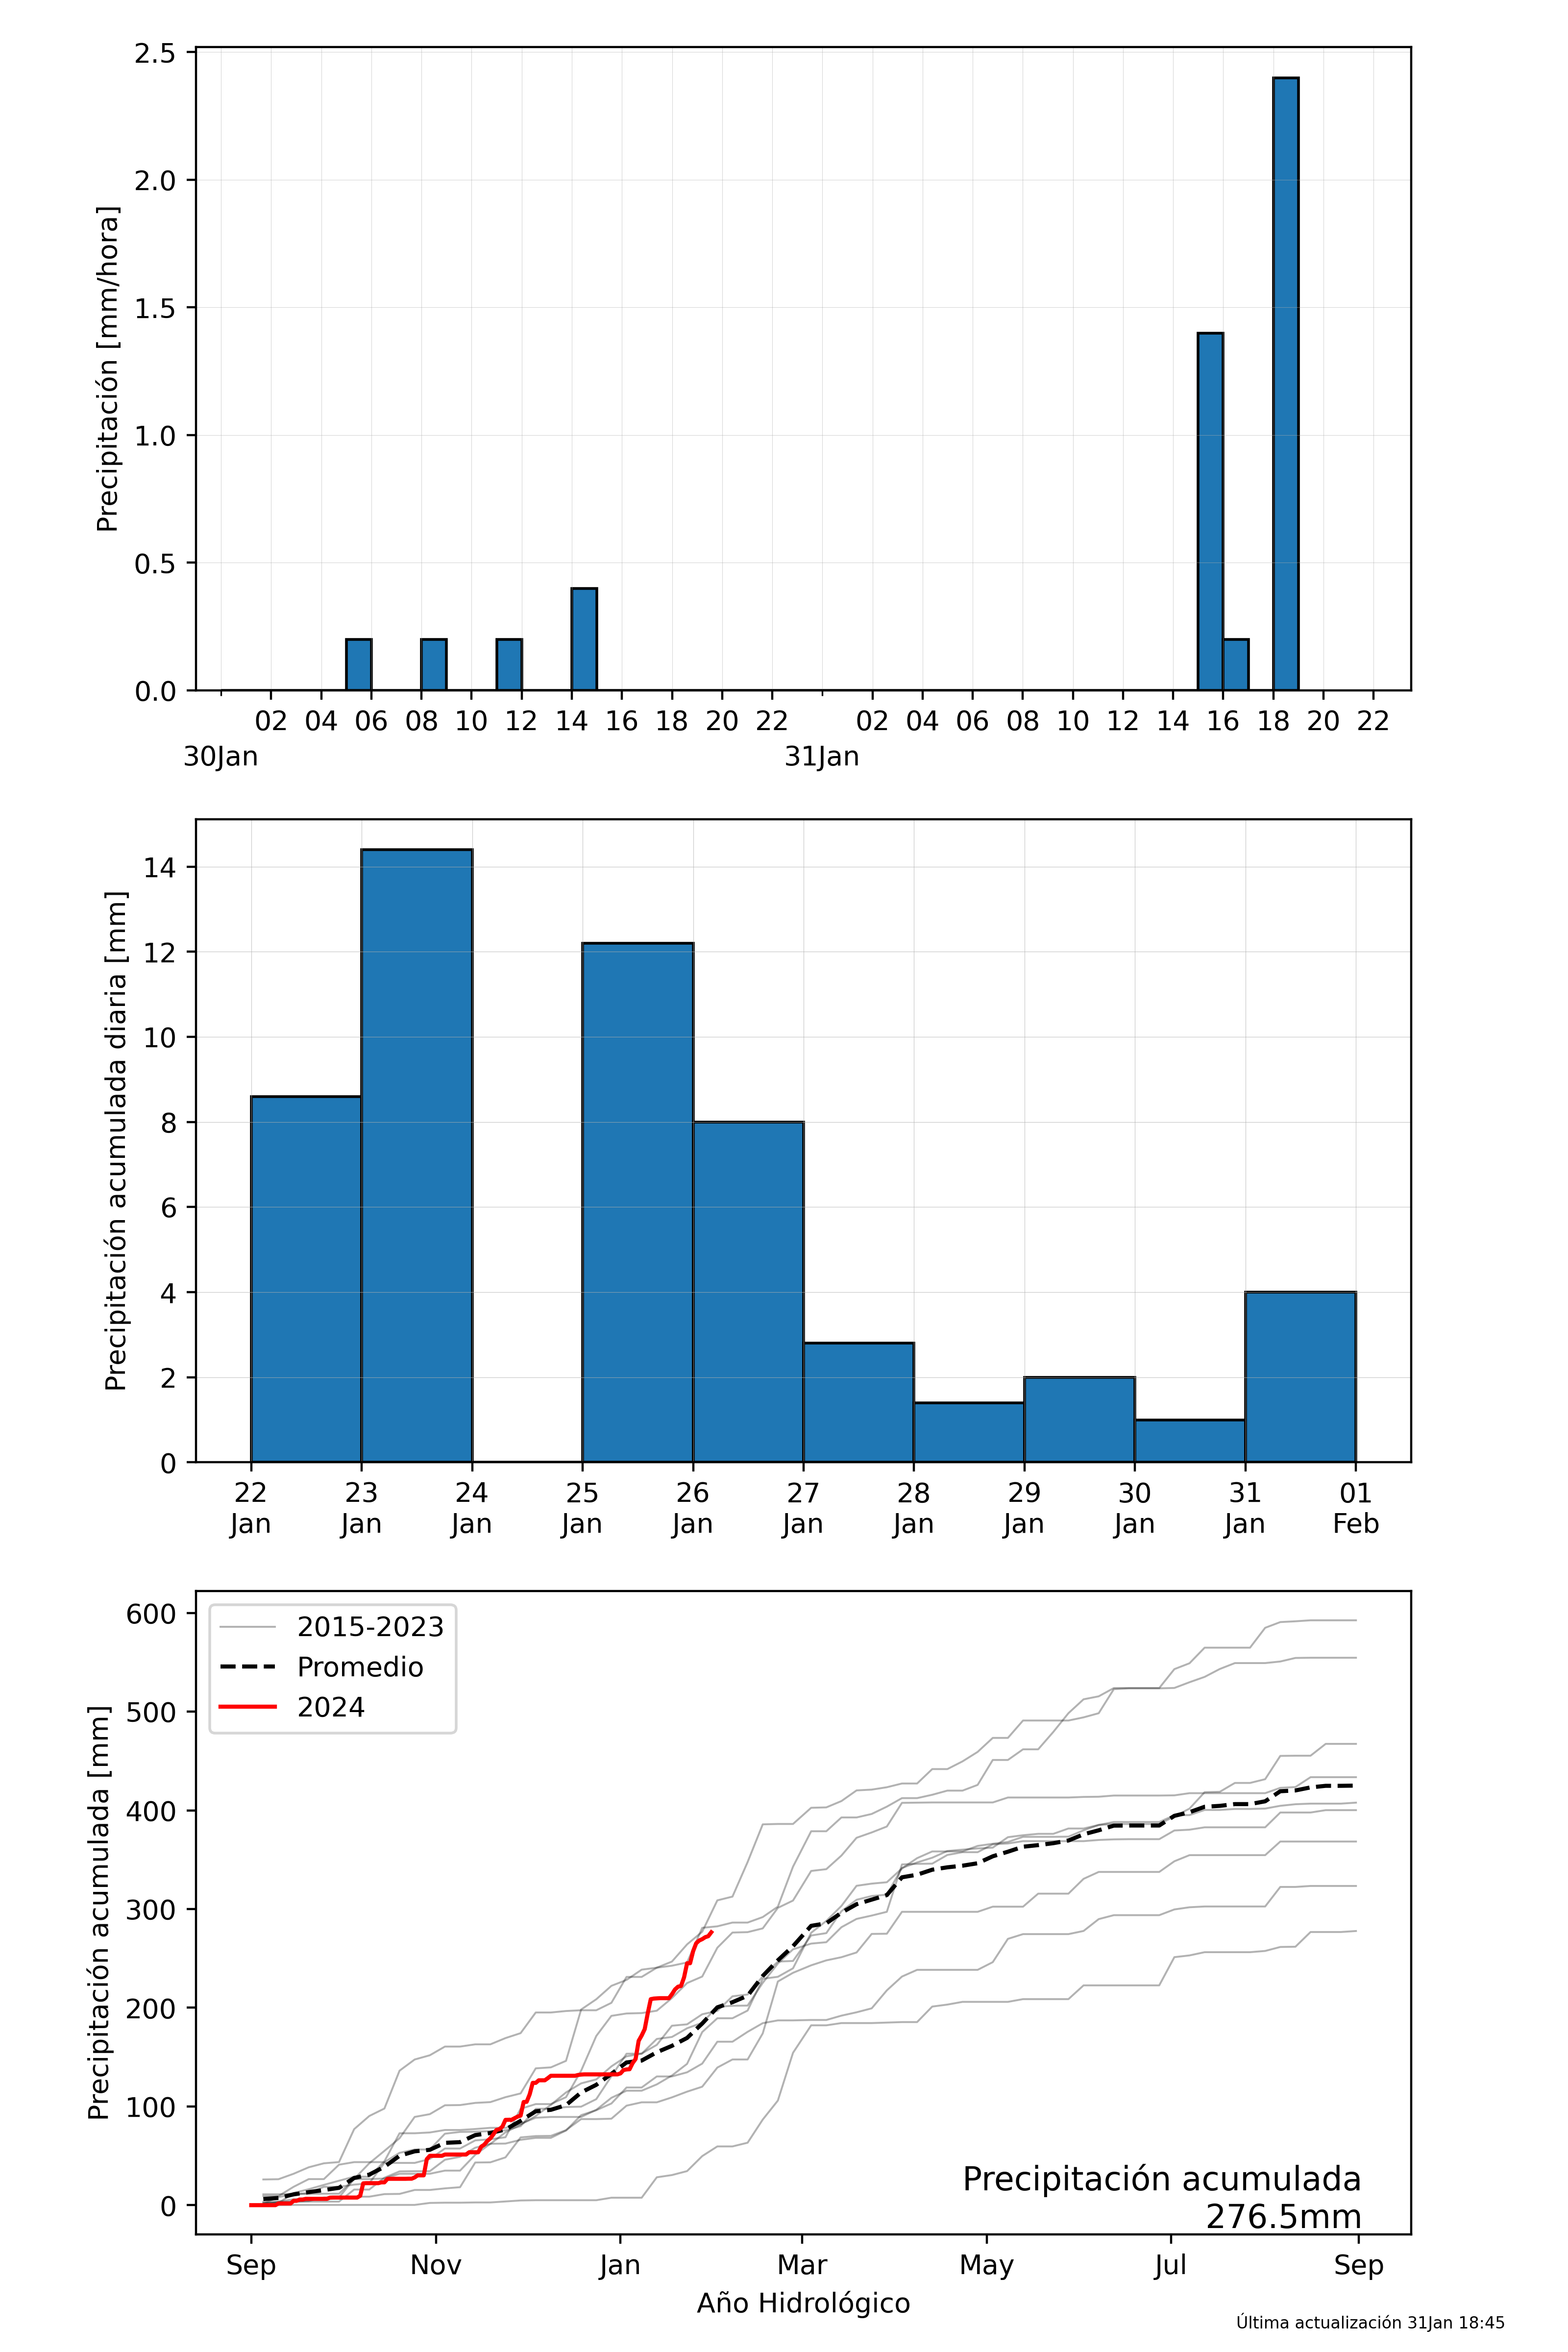 2.5
2.0
1.5
1.0
0.5
0.0
Precipitación [mm/hora]
02 04 06 08 10 12 14 16 18 20 22 02 04 06 08 10 12 14 16 18 20 22
30Jan 31Jan
14
12
10
8
6
4
2
0
Precipitación acumulada diaria [mm]
22 23 24 25 26 27 28 29 30 31 01
Jan Jan Jan Jan Jan Jan Jan Jan Jan Jan Feb
600
500
400
300
200
100
0
Precipitación acumulada [mm]
2015-2023
Promedio
2024
Precipitación acumulada
276.5mm
Sep Nov Jan Mar May Jul Sep
Año Hidrológico
Última actualización 31Jan 18:45